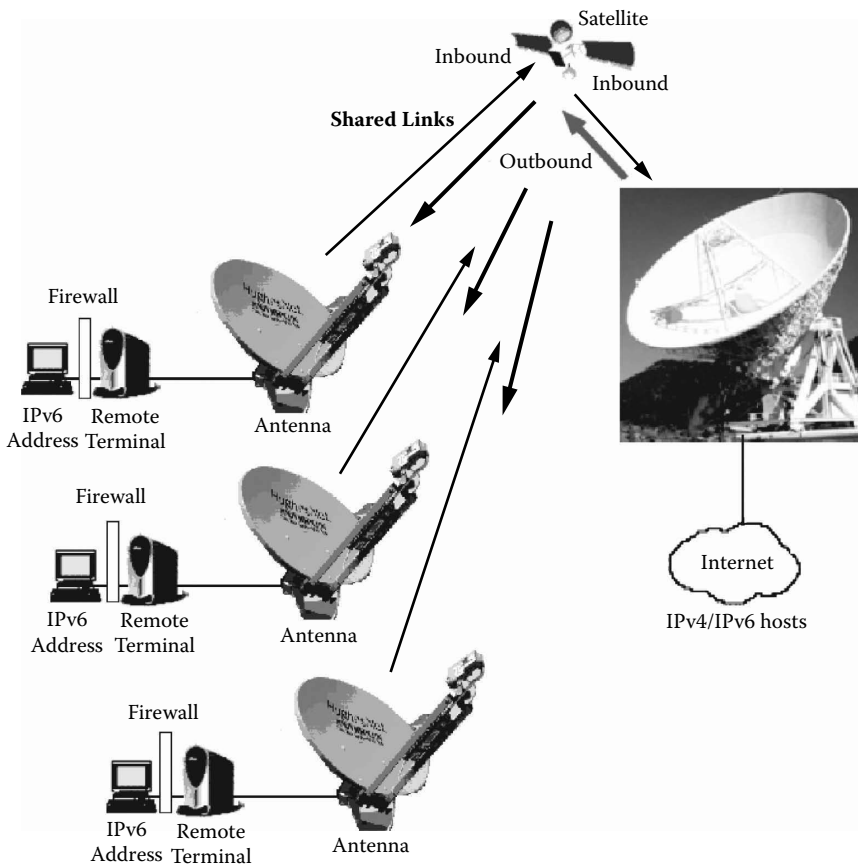 Satellite
Inbound
Inbound
Shared Links
Outbound
Firewall
IPv6
Address
Remote
Terminal
Antenna
Firewall
IPv6
Address
Remote
Terminal
Antenna
Internet
IPv4/IPv6 hosts
Firewall
IPv6
Address
Remote
Terminal
Antenna